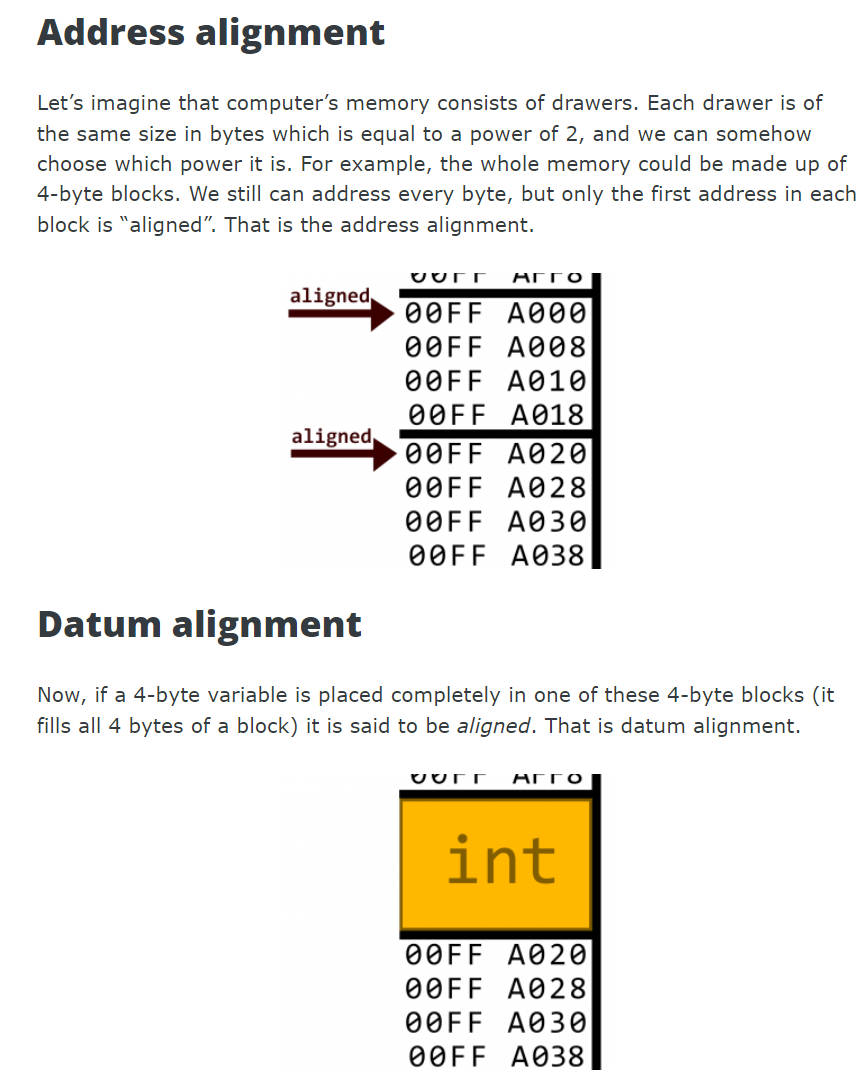 Address alignment
Let’s imagine that computer’s memory consists of drawers. Each drawer is of
the same size in bytes which is equal to a power of 2, and we can somehow
choose which power it is. For example, the whole memory could be made up of
4-byte blocks. We still can address every byte, but only the first address in each
block is “aligned”. That is the address alignment.
aligned
00FF A000
00FF A008
00FF A010
00FF A018
aligned
00FF A020
00FF A028
00FF A030
00FF A038
Datum alignment
Now, if a 4-byte variable is placed completely in one of these 4-byte blocks (it
fills all 4 bytes of a block) it is said to be aligned. That is datum alignment.
int
00FF A020
00FF A028
00FF A030
00FF A038